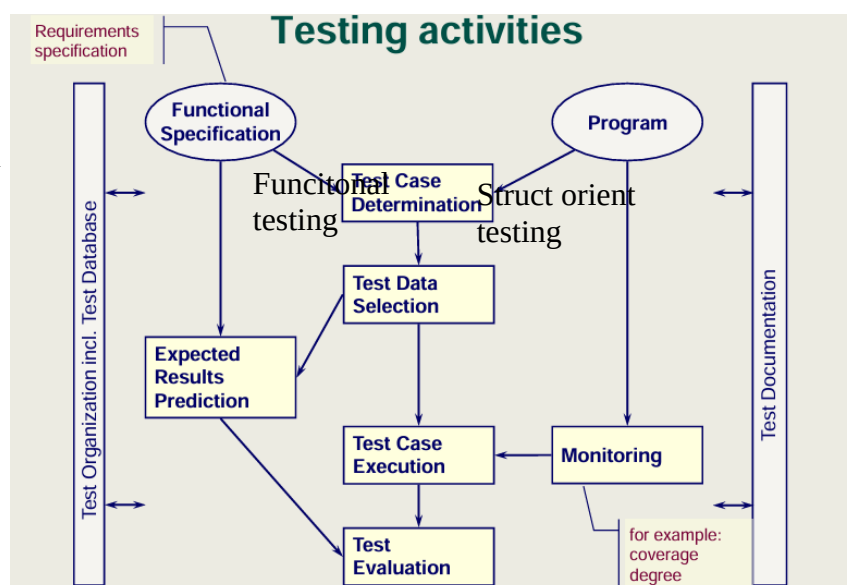 Testing activities
Requirements
specification
Functional
Specification
Program
Test Case
Determination
Funcitonal
testing
Struct orient
testing
Test Data
Selection
Expected
Results
Prediction
Test Case
Execution
Monitoring
Test
Evaluation
for example:
coverage
degree
Test Organization incl. Test Database
Test Documentation